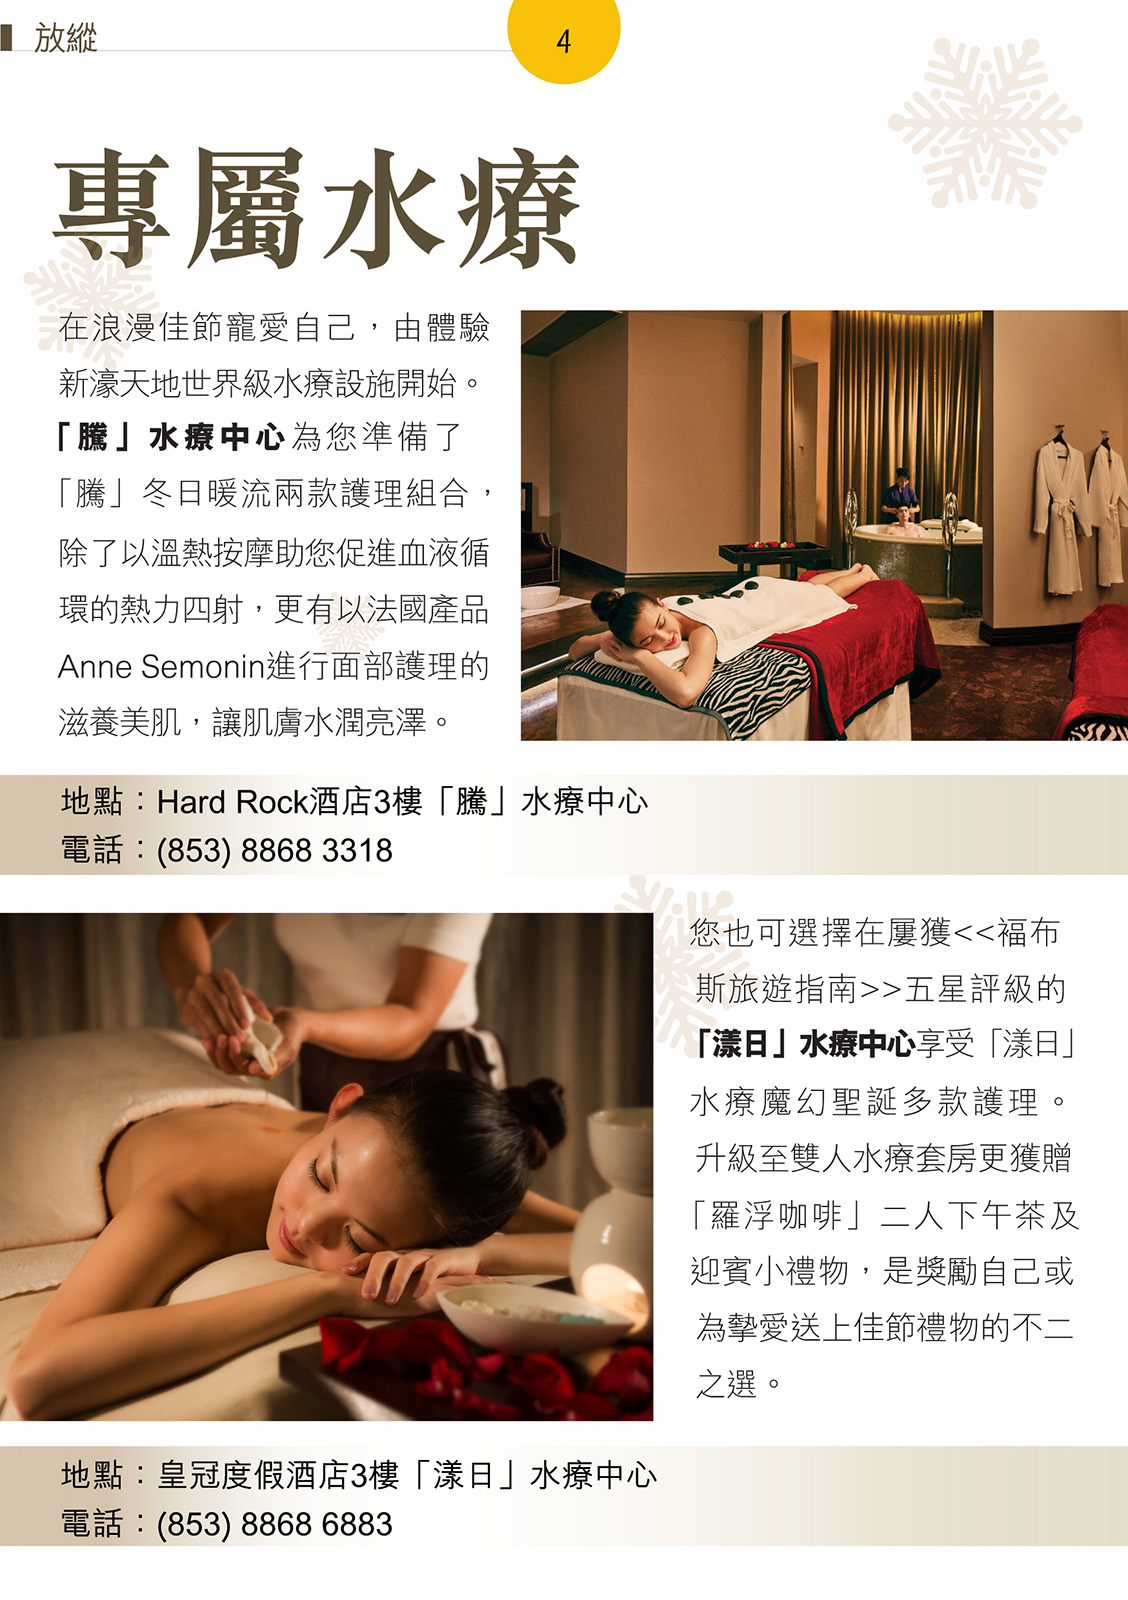 放縱
4
專屬水療
在浪漫佳節寵愛自己，由體驗
新濠天地世界級水療設施開始。
「騰」水療中心為您準備了
「騰」冬日暖流兩款護理組合，
除了以溫熱按摩助您促進血液循
環的熱力四射，更有以法國產品
Anne Semonin進行面部護理的
滋養美肌，讓肌膚水潤亮澤。
地點：Hard Rock酒店3樓「騰」水療中心
電話：(853) 8868 3318
您也可選擇在屢獲<<福布
斯旅遊指南>>五星評級的
「漾日」水療中心享受「漾日」
水療魔幻聖誕多款護理。
升級至雙人水療套房更獲贈
「羅浮咖啡」二人下午茶及
迎賓小禮物，是獎勵自己或
為摯愛送上佳節禮物的不二
之選。
地點：皇冠度假酒店3樓「漾日」水療中心
電話：(853) 8868 6883